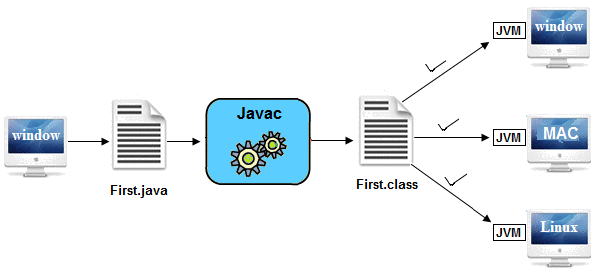 window
First.java
Javac
First.class
JVM
window
JVM
MAC
JVM
Linux